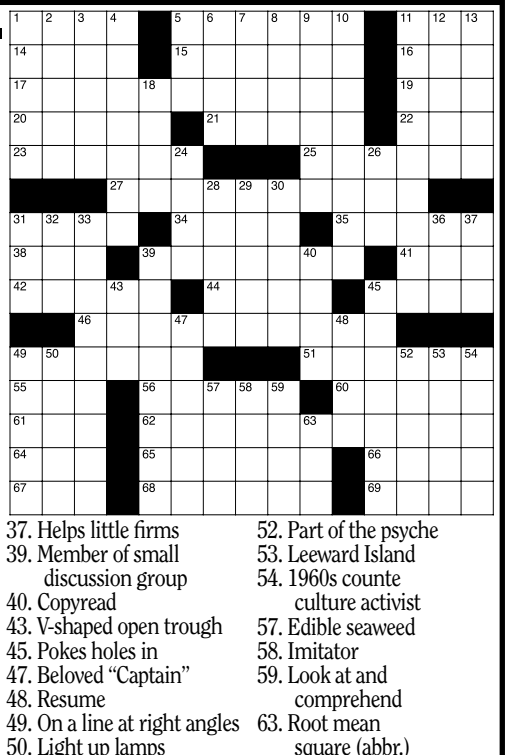 1 2 3 4 5 6 7 8 9 10 11 12 13
14 15 16
17 18 19
20 21 22
23 24 25 26
27 28 29 30
31 32 33 34 35 36 37
38 39 40 41
42 43 44 45
46 47 48
49 50 51 52 53 54
55 56 57 58 59 60
61 62 63
64 65 66
67 68 69
37. Helps little firms
39. Member of small
discussion group
40. Copyread
43. V-shaped open trough
45. Pokes holes in
47. Beloved “Captain”
48. Resume
49. On a line at right angles
50. Light up lamps
52. Part of the psyche
53. Leeward Island
54. 1960s counte
culture activist
57. Edible seaweed
58. Imitator
59. Look at and
comprehend
63. Root mean
square (abbr.)